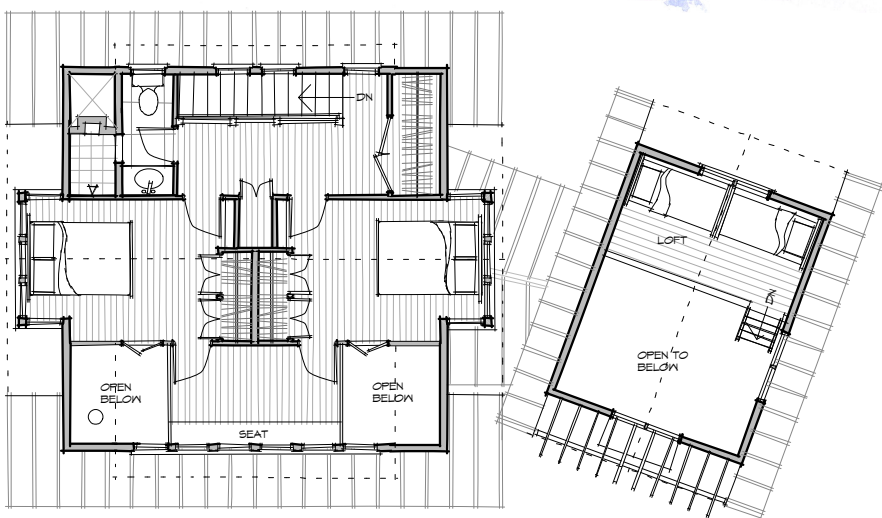 DN
LOFT
DN
OPEN TO
BELOW
OPEN
BELOW
OPEN
BELOW
SEAT